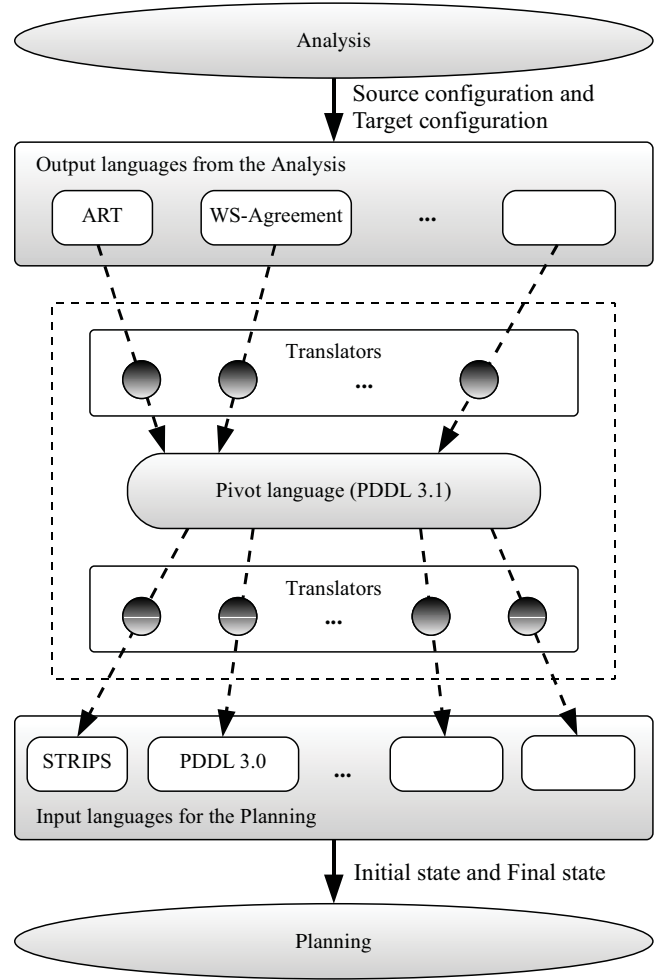 Analysis
Source configuration and
Target configuration
Output languages from the Analysis
ART
WS-Agreement
...
Translators
...
Pivot language (PDDL 3.1)
Translators
...
STRIPS
PDDL 3.0
...
Input languages for the Planning
Initial state and Final state
Planning